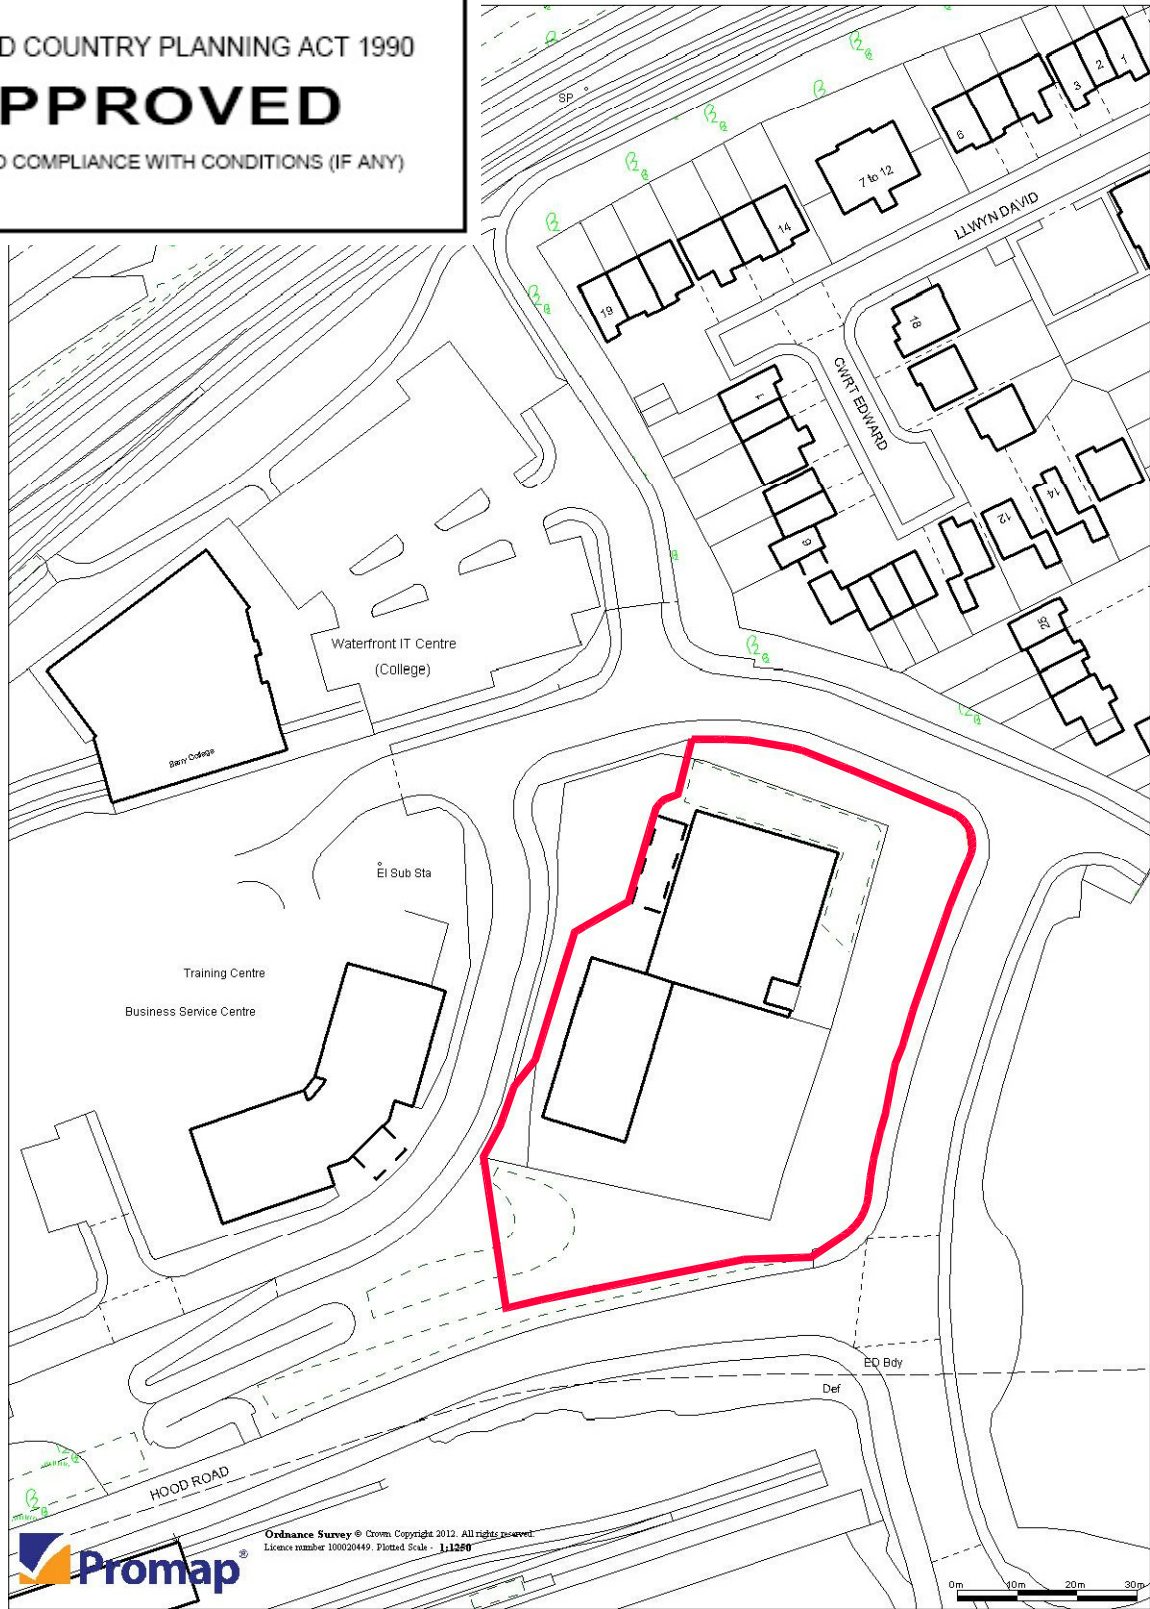 D COUNTRY PLANNING ACT 1990
PPROVED
D COMPLIANCE WITH CONDITIONS (IF ANY)
SP
1
2
3
6
7 to 12
14
19
LLWYN DAVID
18
CWRT EDWARD
1
9
12
14
25
Waterfront IT Centre
(College)
Barry College
El Sub Sta
Training Centre
Business Service Centre
ED Bdy
Def
HOOD ROAD
Promap®
Ordnance Survey © Crown Copyright 2012. All rights reserved.
Licence number 100020449. Plotted Scale - 1:1250
0m 10m 20m 30m